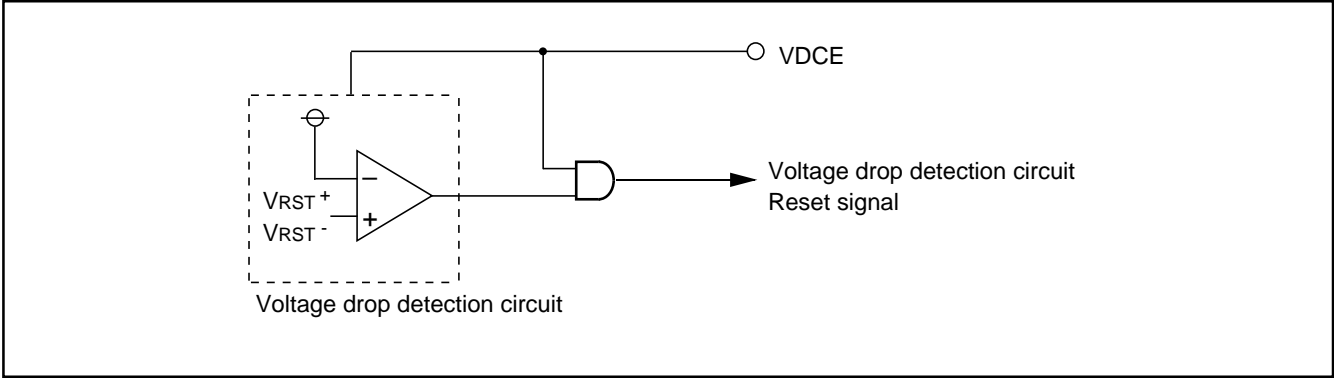 VDCE
Voltage drop detection circuit
Reset signal
−
VRST +
+
VRST -
Voltage drop detection circuit